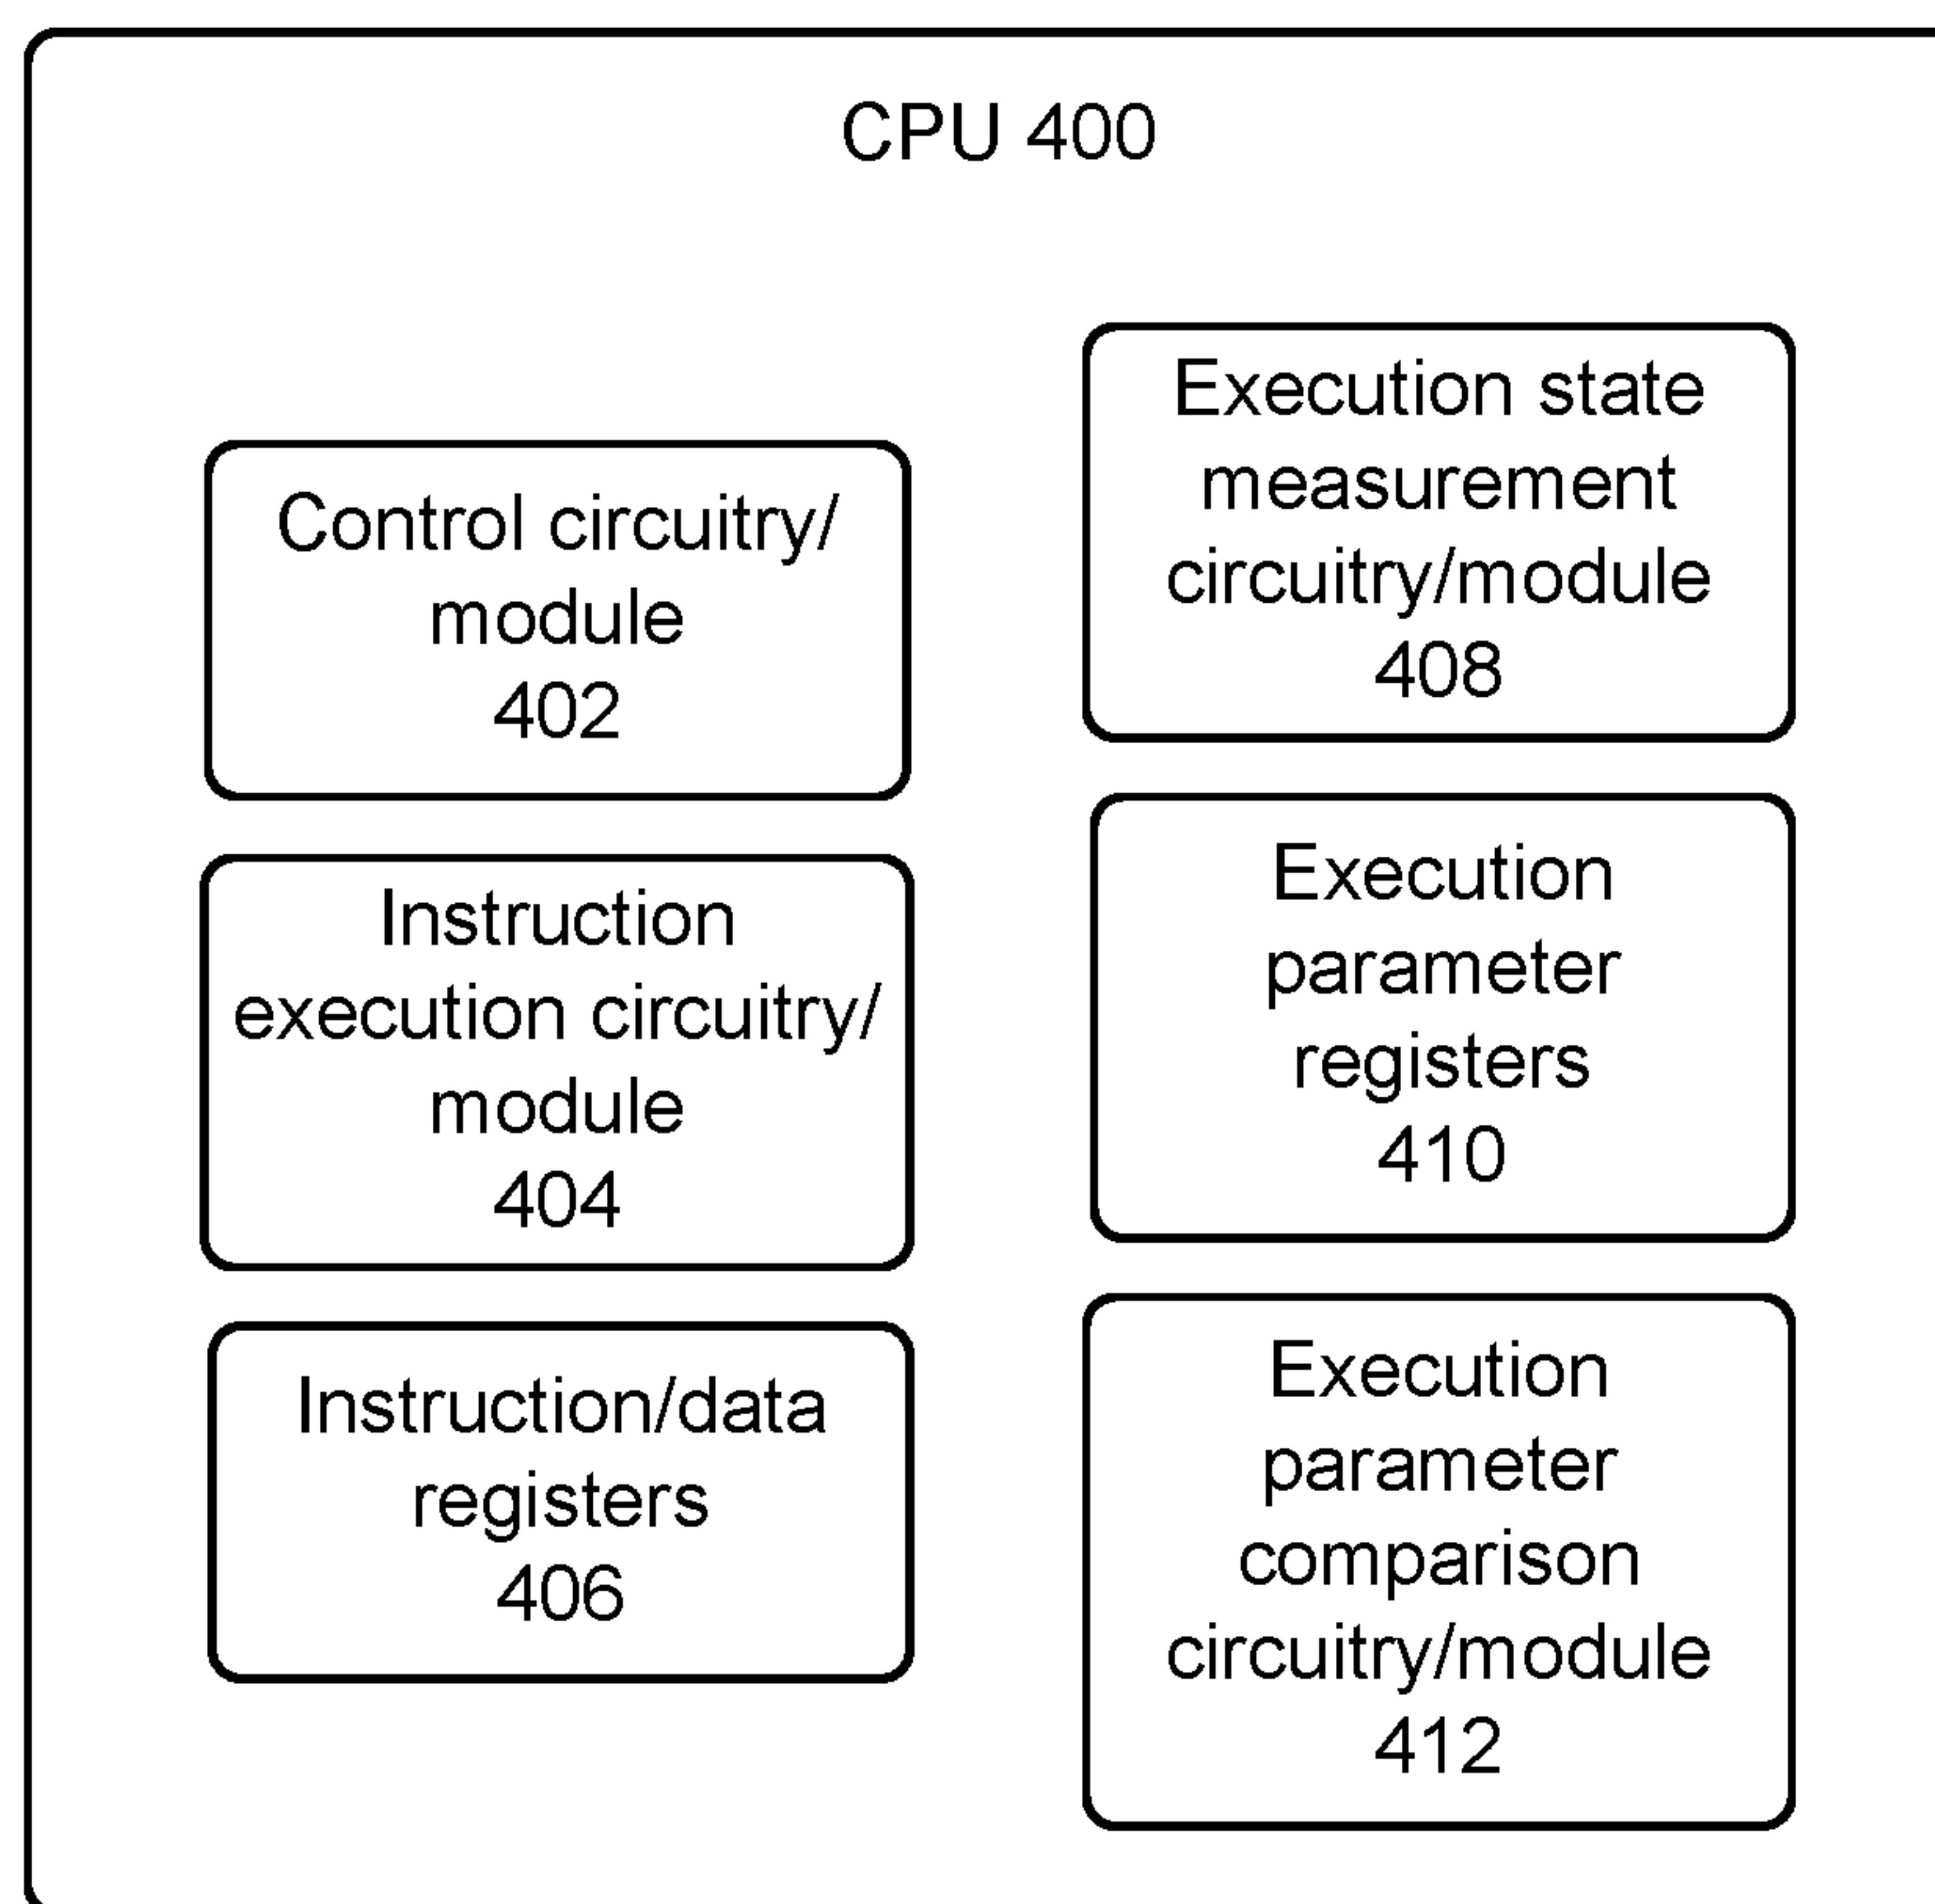 CPU 400
Control circuitry/
module
402
Instruction
execution circuitry/
module
404
Instruction/data
registers
406
Execution state
measurement
circuitry/module
408
Execution
parameter
registers
410
Execution
parameter
comparison
circuitry/module
412